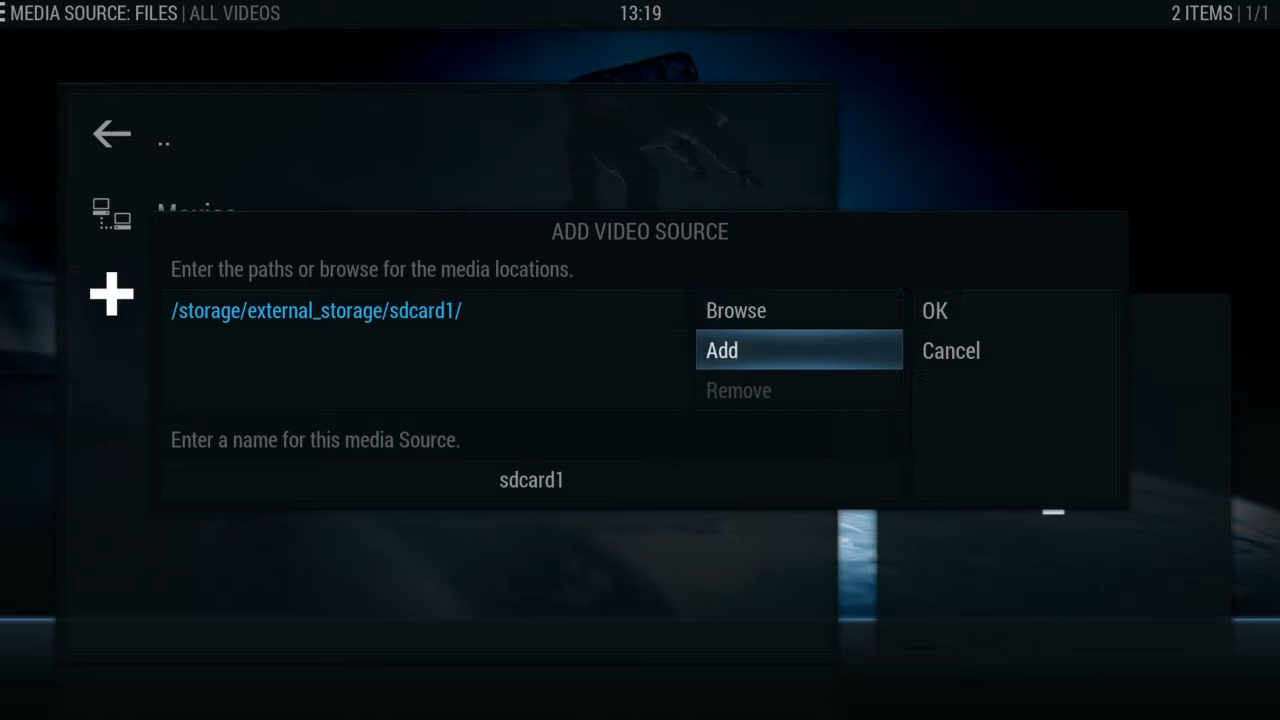 MEDIA SOURCE: FILES | ALL VIDEOS
13:19
2 ITEMS | 1/1
..
Movies
ADD VIDEO SOURCE
Enter the paths or browse for the media locations.
/storage/external_storage/sdcard1/
Browse
OK
Add
Cancel
Remove
Enter a name for this media Source.
sdcard1